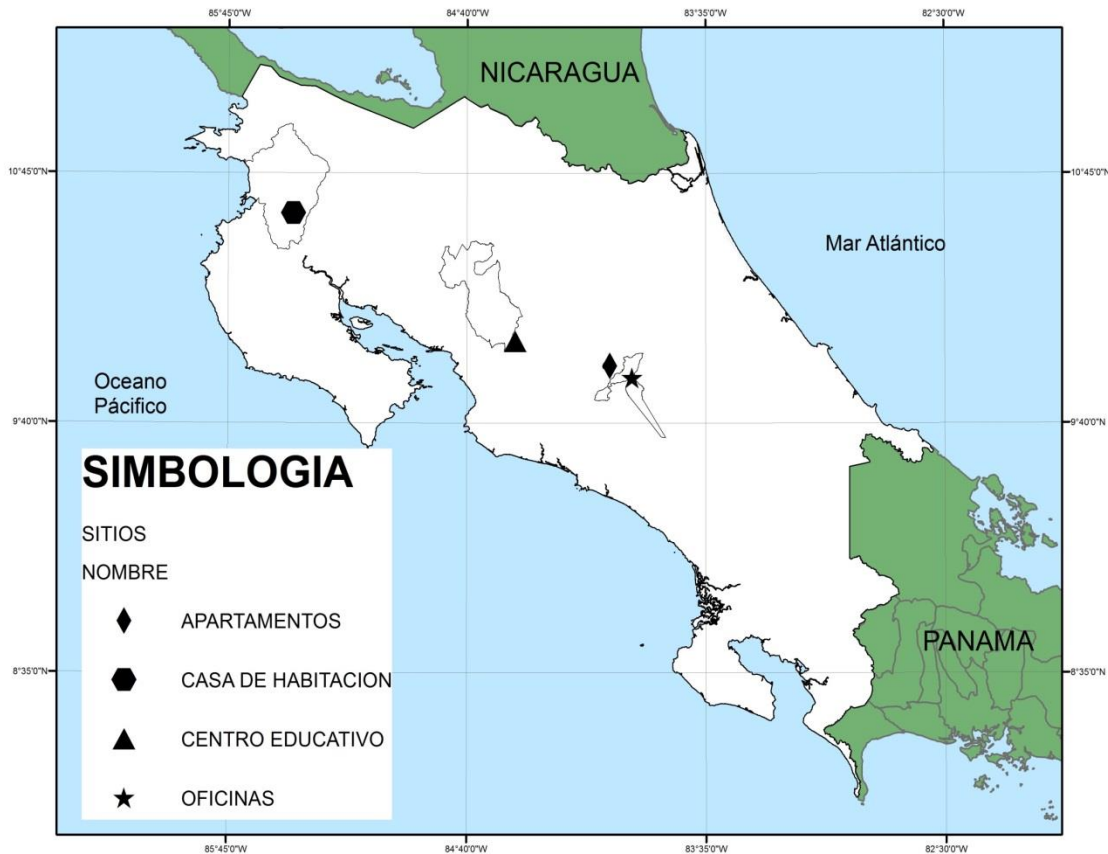 85°45'0"W 84°40'0"W 83°35'0"W 82°30'0"W
NICARAGUA
10°45'0"N 10°45'0"N
Mar Atlántico
Oceano
Pácifico
9°40'0"N 9°40'0"N
SIMBOLOGIA
SITIOS
NOMBRE
APARTAMENTOS
PANAMA
8°35'0"N 8°35'0"N
CASA DE HABITACION
CENTRO EDUCATIVO
OFICINAS
85°45'0"W 84°40'0"W 83°35'0"W 82°30'0"W